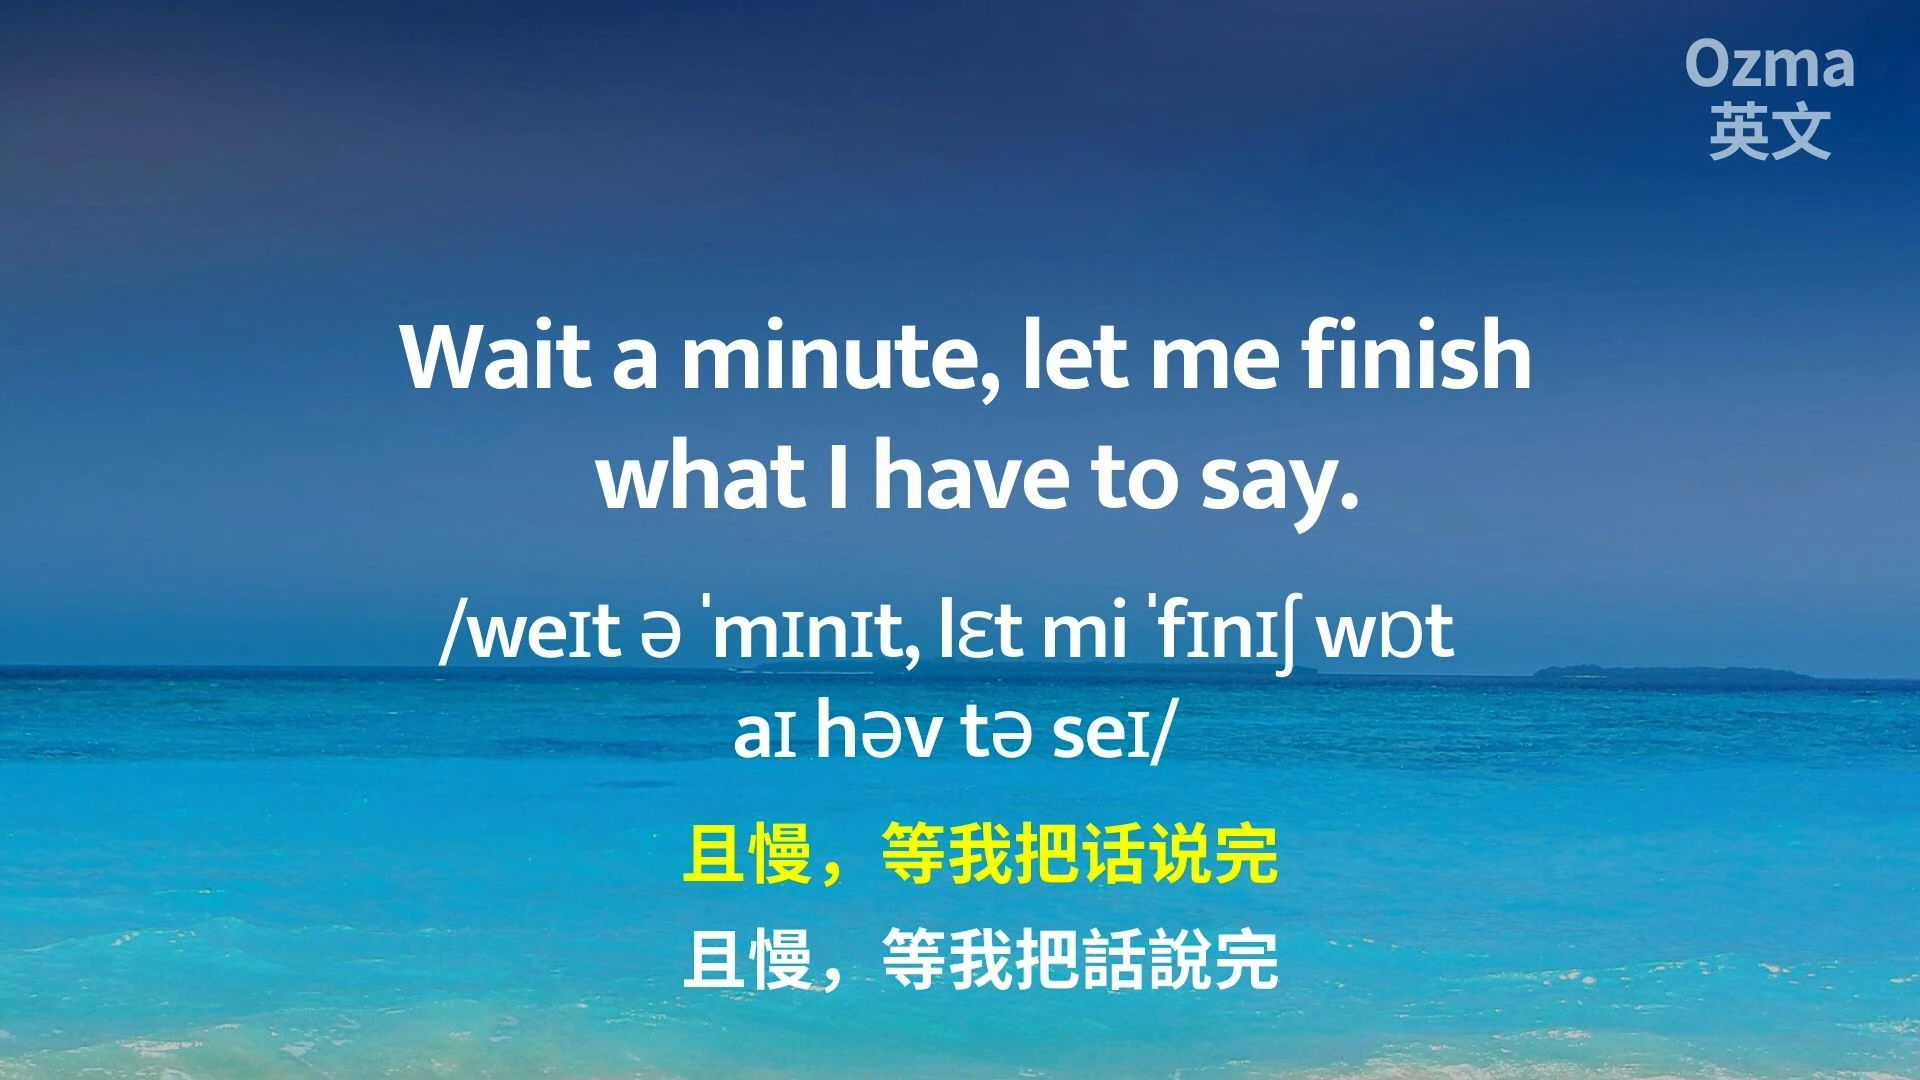 Ozma
英文
Wait a minute, let me finish
what I have to say.
/weɪt ə ˈmɪnɪt, lɛt mi ˈfɪnɪʃ wɒt
aɪ həv tə seɪ/
且慢，等我把话说完
且慢，等我把話說完